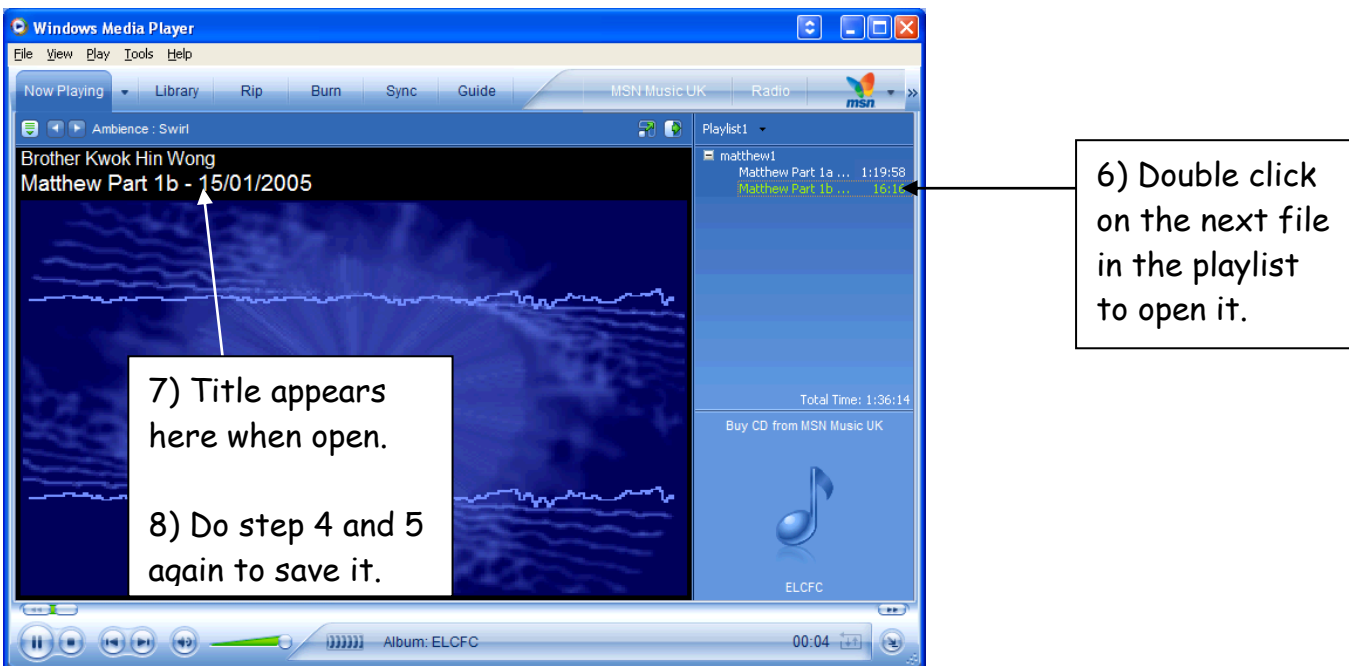 Windows Media Player
File View Play Tools Help
Now Playing Library Rip Burn Sync Guide MSN Music UK Radio msn »
Ambience : Swirl
Playlist1
Brother Kwok Hin Wong
Matthew Part 1b - 15/01/2005
matthew1
Matthew Part 1a ... 1:19:58
Matthew Part 1b ... 16:16
6) Double click
on the next file
in the playlist
to open it.
7) Title appears
here when open.
8) Do step 4 and 5
again to save it.
Total Time: 1:36:14
Buy CD from MSN Music UK
ELCFC
Album: ELCFC 00:04